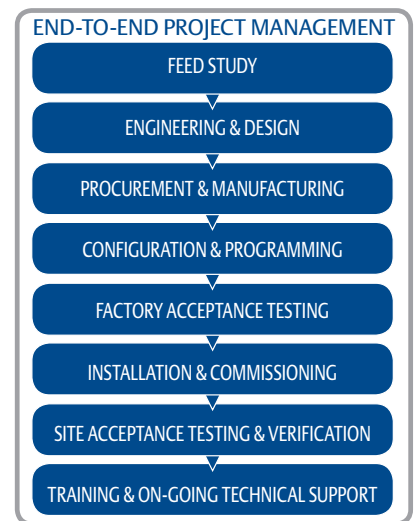 END-TO-END PROJECT MANAGEMENT
FEED STUDY
ENGINEERING & DESIGN
PROCUREMENT & MANUFACTURING
CONFIGURATION & PROGRAMMING
FACTORY ACCEPTANCE TESTING
INSTALLATION & COMMISSIONING
SITE ACCEPTANCE TESTING & VERIFICATION
TRAINING & ON-GOING TECHNICAL SUPPORT